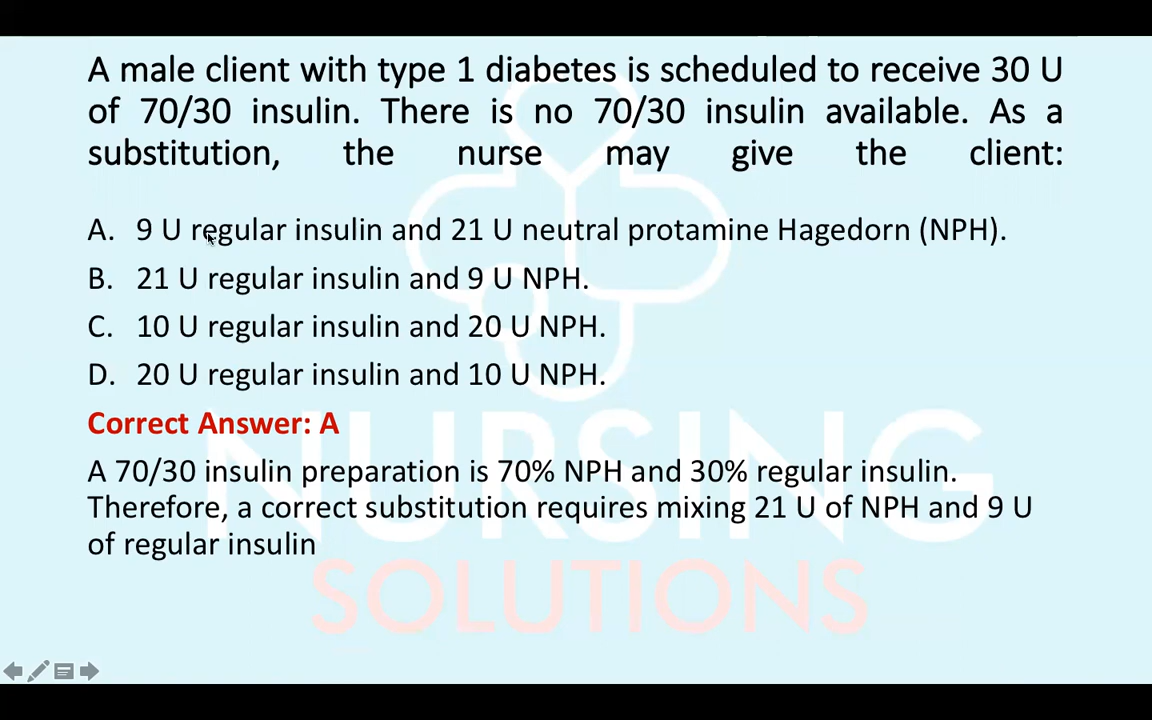 A male client with type 1 diabetes is scheduled to receive 30 U
of 70/30 insulin. There is no 70/30 insulin available. As a
substitution, the nurse may give the client:
A. 9 U regular insulin and 21 U neutral protamine Hagedorn (NPH).
B. 21 U regular insulin and 9 U NPH.
C. 10 U regular insulin and 20 U NPH.
D. 20 U regular insulin and 10 U NPH.
Correct Answer: A
A 70/30 insulin preparation is 70% NPH and 30% regular insulin.
Therefore, a correct substitution requires mixing 21 U of NPH and 9 U
of regular insulin
NURSING
SOLUTIONS